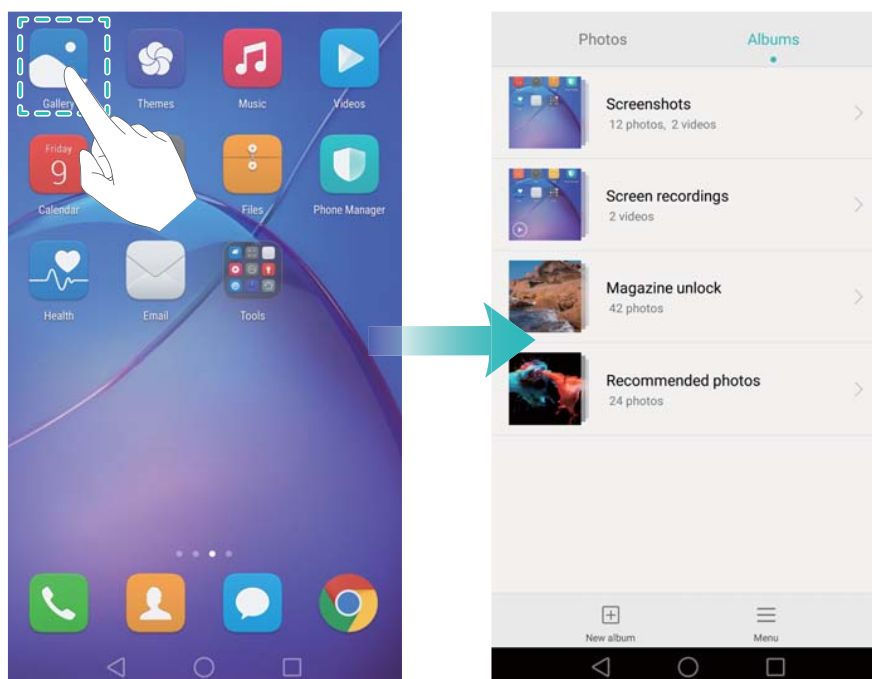 Gallery
Themes
Music
Videos
Friday
9
Calendar
Files
Phone Manager
Health
Email
Tools
Photos
Albums
Screenshots
12 photos, 2 videos
Screen recordings
2 videos
Magazine unlock
42 photos
Recommended photos
24 photos
New album
Menu